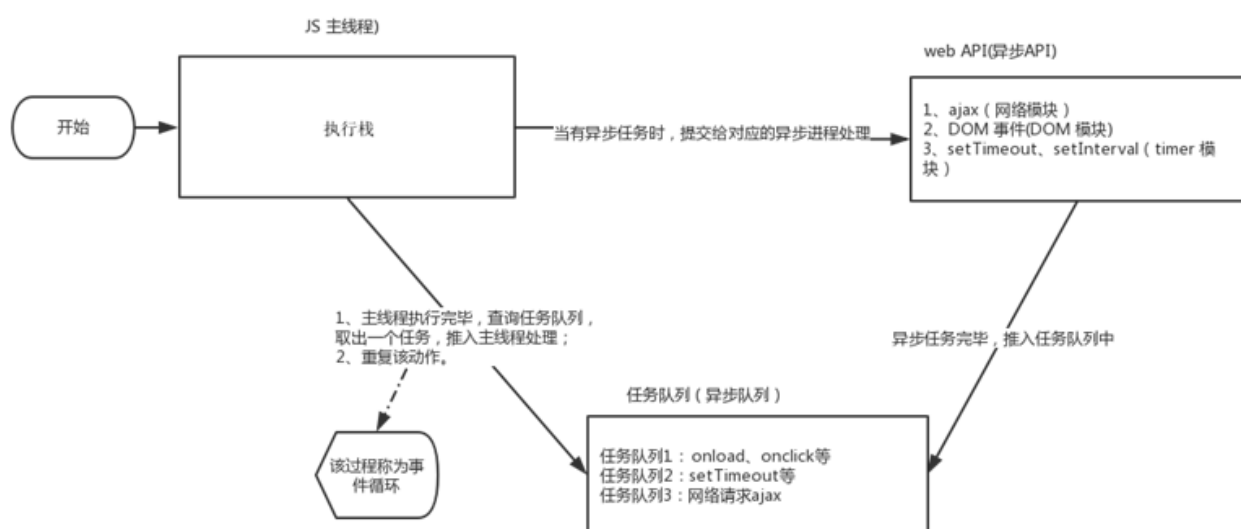 JS 主线程)
web API(异步API)
开始
执行栈
当有异步任务时，提交给对应的异步进程处理
1、ajax（网络模块）
2、DOM 事件(DOM 模块)
3、setTimeout、setInterval（timer 模
块）
1、主线程执行完毕，查询任务队列，
取出一个任务，推入主线程处理；
2、重复该动作。
异步任务完毕，推入任务队列中
任务队列（异步队列）
该过程称为事
件循环
任务队列1：onload、onclick等
任务队列2：setTimeout等
任务队列3：网络请求ajax